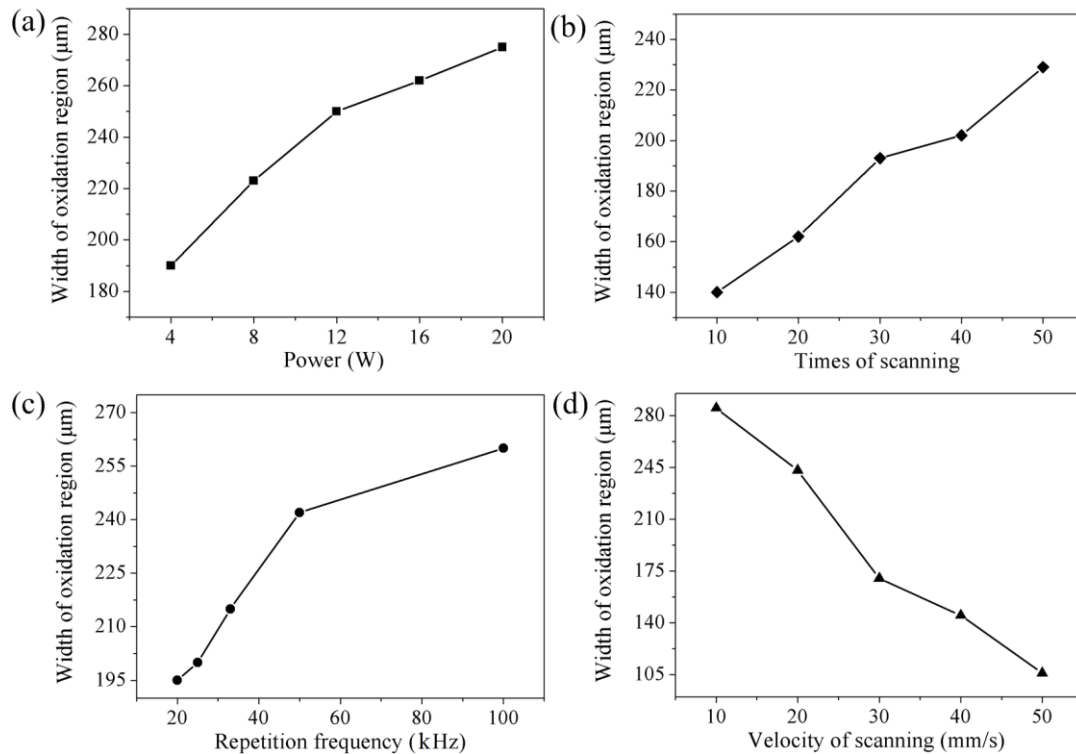 (a)
Width of oxidation region (μm)
280
260
240
220
200
180
4 8 12 16 20
Power (W)
(b)
Width of oxidation region (μm)
240
220
200
180
160
140
10 20 30 40 50
Times of scanning
(c)
Width of oxidation region (μm)
270
255
240
225
210
195
20 40 60 80 100
Repetition frequency (kHz)
(d)
Width of oxidation region (μm)
280
245
210
175
140
105
10 20 30 40 50
Velocity of scanning (mm/s)